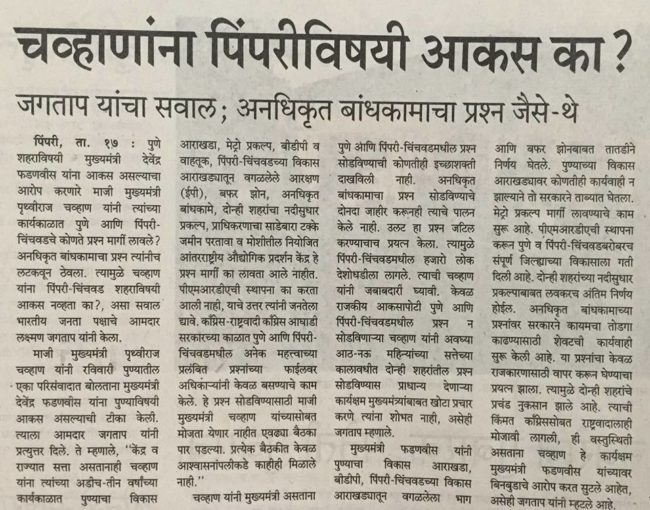 चव्हाणांना पिंपरीविषयी आकस का?
जगताप यांचा सवाल; अनधिकृत बांधकामाचा प्रश्न जैसे-थे
पिंपरी, ता. १७ : पुणे
शहराविषयी मुख्यमंत्री देवेंद्र
फडणवीस यांना आकस असल्याचा
आरोप करणारे माजी मुख्यमंत्री
पृथ्वीराज चव्हाण यांनी त्यांच्या
कार्यकाळात पुणे आणि पिंपरी-
चिंचवडचे कोणते प्रश्न मार्गी लावले?
अनधिकृत बांधकामाचा प्रश्न त्यांनीच
लटकवून ठेवला. त्यामुळे चव्हाण
यांना पिंपरी-चिंचवड शहराविषयी
आकस नव्हता का?, असा सवाल
भारतीय जनता पक्षाचे आमदार
लक्ष्मण जगताप यांनी केला.
माजी मुख्यमंत्री पृथ्वीराज
चव्हाण यांनी रविवारी पुण्यातील
एका परिसंवादात बोलताना मुख्यमंत्री
देवेंद्र फडणवीस यांना पुण्याविषयी
आकस असल्याची टीका केली.
त्याला आमदार जगताप यांनी
प्रत्युत्तर दिले. ते म्हणाले, ‘‘केंद्र व
राज्यात सत्ता असतानाही चव्हाण
यांना त्यांच्या अडीच-तीन वर्षांच्या
कार्यकाळात पुण्याचा विकास
आराखडा, मेट्रो प्रकल्प, बीडीपी व
वाहतूक, पिंपरी-चिंचवडच्या विकास
आराखड्यातून वगळलेले आरक्षण
(ईपी), बफर झोन, अनधिकृत
बांधकामे, दोन्ही शहरांचा नदीसुधार
प्रकल्प, प्राधिकरणाचा साडेबारा टक्के
जमीन परतावा व मोशीतील नियोजित
आंतरराष्ट्रीय औद्योगिक प्रदर्शन केंद्र हे
प्रश्न मार्गी का लावता आले नाहीत.
पीएमआरडीएची स्थापना का करता
आली नाही, याचे उत्तर त्यांनी जनतेला
द्यावे. काँग्रेस-राष्ट्रवादी काँग्रेस आघाडी
सरकारच्या काळात पुणे आणि पिंपरी-
चिंचवडमधील अनेक महत्त्वाच्या
प्रलंबित प्रश्नांच्या फाईलवर
अधिकाऱ्यांनी केवळ बसण्याचे काम
केले. हे प्रश्न सोडविण्यासाठी माजी
मुख्यमंत्री चव्हाण यांच्यासोबत
मोजता येणार नाहीत एवढ्या बैठका
पार पडल्या. प्रत्येक बैठकीत केवळ
आश्वासनांपलीकडे काहीही मिळाले
नाही.’’
चव्हाण यांनी मुख्यमंत्री असताना
पुणे आणि पिंपरी-चिंचवडमधील प्रश्न
सोडविण्याची कोणतीही इच्छाशक्ती
दाखविली नाही. अनधिकृत
बांधकामाचा प्रश्न सोडविण्याचे
दोनदा जाहीर करूनही त्याचे पालन
केले नाही. उलट हा प्रश्न जटिल
करण्याचाच प्रयत्न केला. त्यामुळे
पिंपरी-चिंचवडमधील हजारो लोक
देशोधडीला लागले. त्याची चव्हाण
यांनी जबाबदारी घ्यावी. केवळ
राजकीय आकसापोटी पुणे आणि
पिंपरी-चिंचवडमधील प्रश्न न
सोडविणाऱ्या चव्हाण यांनी अवघ्या
आठ-नऊ महिन्यांच्या सत्तेच्या
कालावधीत दोन्ही शहरांतील प्रश्न
सोडविण्यास प्राधान्य देणाऱ्या
कार्यक्षम मुख्यमंत्र्यांबाबत खोटा प्रचार
करणे त्यांना शोभत नाही, असेही
जगताप म्हणाले.
मुख्यमंत्री फडणवीस यांनी
पुण्याचा विकास आराखडा,
बीडीपी, पिंपरी-चिंचवडच्या विकास
आराखड्यातून वगळलेला भाग
आणि बफर झोनबाबत तातडीने
निर्णय घेतले. पुण्याच्या विकास
आराखड्यावर कोणतीही कार्यवाही न
झाल्याने तो सरकारने ताब्यात घेतला.
मेट्रो प्रकल्प मार्गी लावण्याचे काम
सुरू आहे. पीएमआरडीएची स्थापना
करून पुणे व पिंपरी-चिंचवडबरोबरच
संपूर्ण जिल्ह्याच्या विकासाला गती
दिली आहे. दोन्ही शहरांच्या नदीसुधार
प्रकल्पाबाबत लवकरच अंतिम निर्णय
होईल. अनधिकृत बांधकामाच्या
प्रश्नांवर सरकारने कायमचा तोडगा
काढण्यासाठी शेवटची कार्यवाही
सुरू केली आहे. या प्रश्नांचा केवळ
राजकारणासाठी वापर करून घेण्याचा
प्रयत्न झाला. त्यामुळे दोन्ही शहरांचे
प्रचंड नुकसान झाले आहे. त्याची
किंमत काँग्रेससोबत राष्ट्रवादालाही
मोजावी लागली, ही वस्तुस्थिती
असताना चव्हाण हे कार्यक्षम
मुख्यमंत्री फडणवीस यांच्यावर
बिनबुडाचे आरोप करत सुटले आहेत,
असेही जगताप यांनी म्हटले आहे.